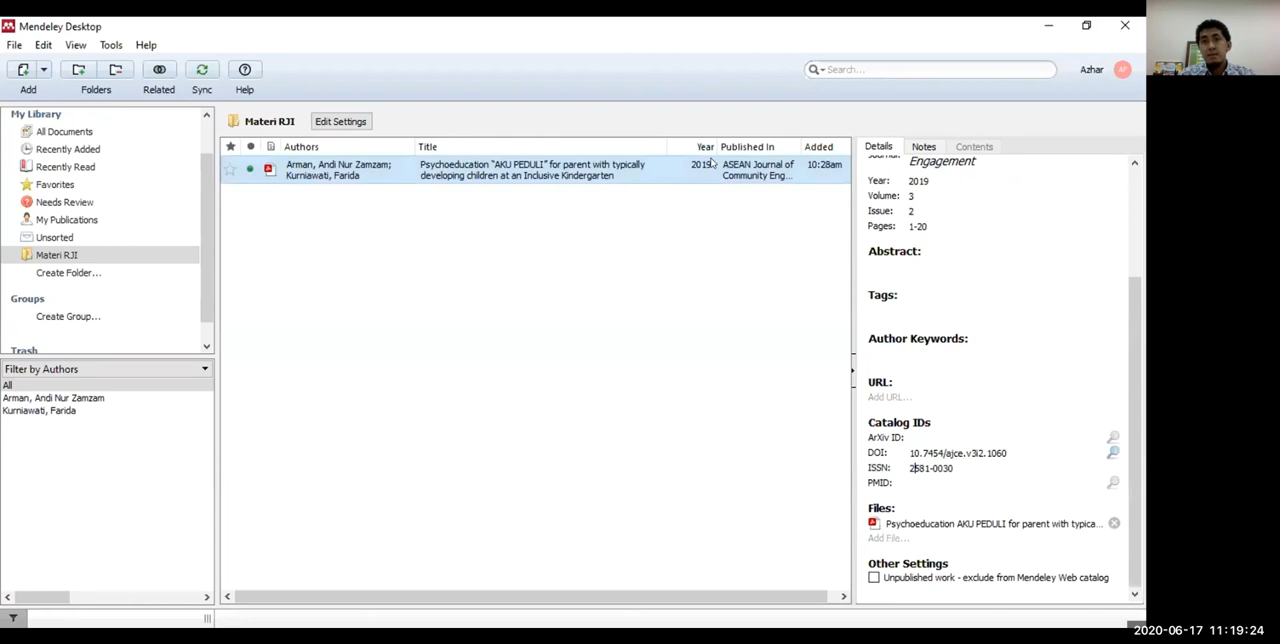 Mendeley Desktop
File Edit View Tools Help
Search...
Azhar AF
Add Folders Related Sync Help
My Library
All Documents
Recently Added
Recently Read
Favorites
Needs Review
My Publications
Unsorted
Materi RJI
Create Folder...
Groups
Create Group...
Trash
Filter by Authors
All
Arman, Andi Nur Zamzam
Kurniawati, Farida
Materi RJI Edit Settings
Authors Title Year Published In Added
Arman, Andi Nur Zamzam; Psychoeducation “AKU PEDULI” for parent with typically 2019 ASEAN Journal of 10:28am
Kurniawati, Farida developing children at an Inclusive Kindergarten Community Eng...
Details Notes Contents
Journal: Engagement
Year: 2019
Volume: 3
Issue: 2
Pages: 1-20
Abstract:
Tags:
Author Keywords:
URL:
Add URL...
Catalog IDs
ArXiv ID:
DOI: 10.7454/ajce.v3i2.1060
ISSN: 2581-0030
PMID:
Files:
Psychoeducation AKU PEDULI for parent with typica...
Add File...
Other Settings
Unpublished work - exclude from Mendeley Web catalog
2020-06-17 11:19:24